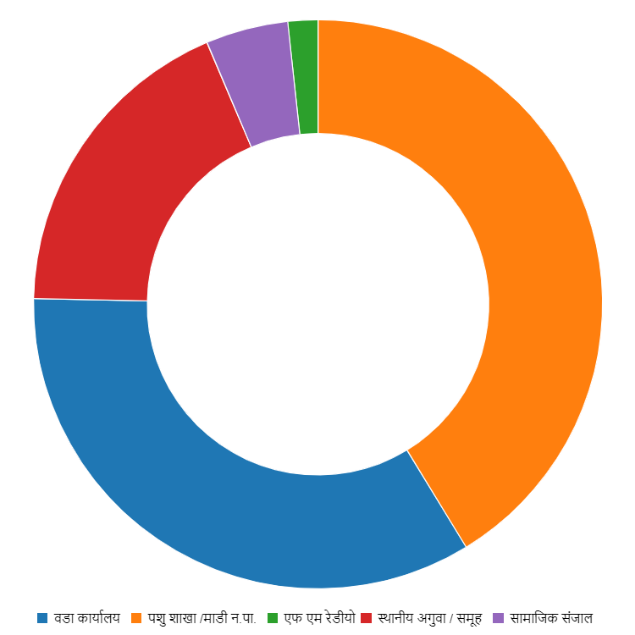 वडा कार्यालय पशु शाखा /माडी न.पा. एफ एम रेडीयो स्थानीय अगुवा / समूह सामाजिक संजाल